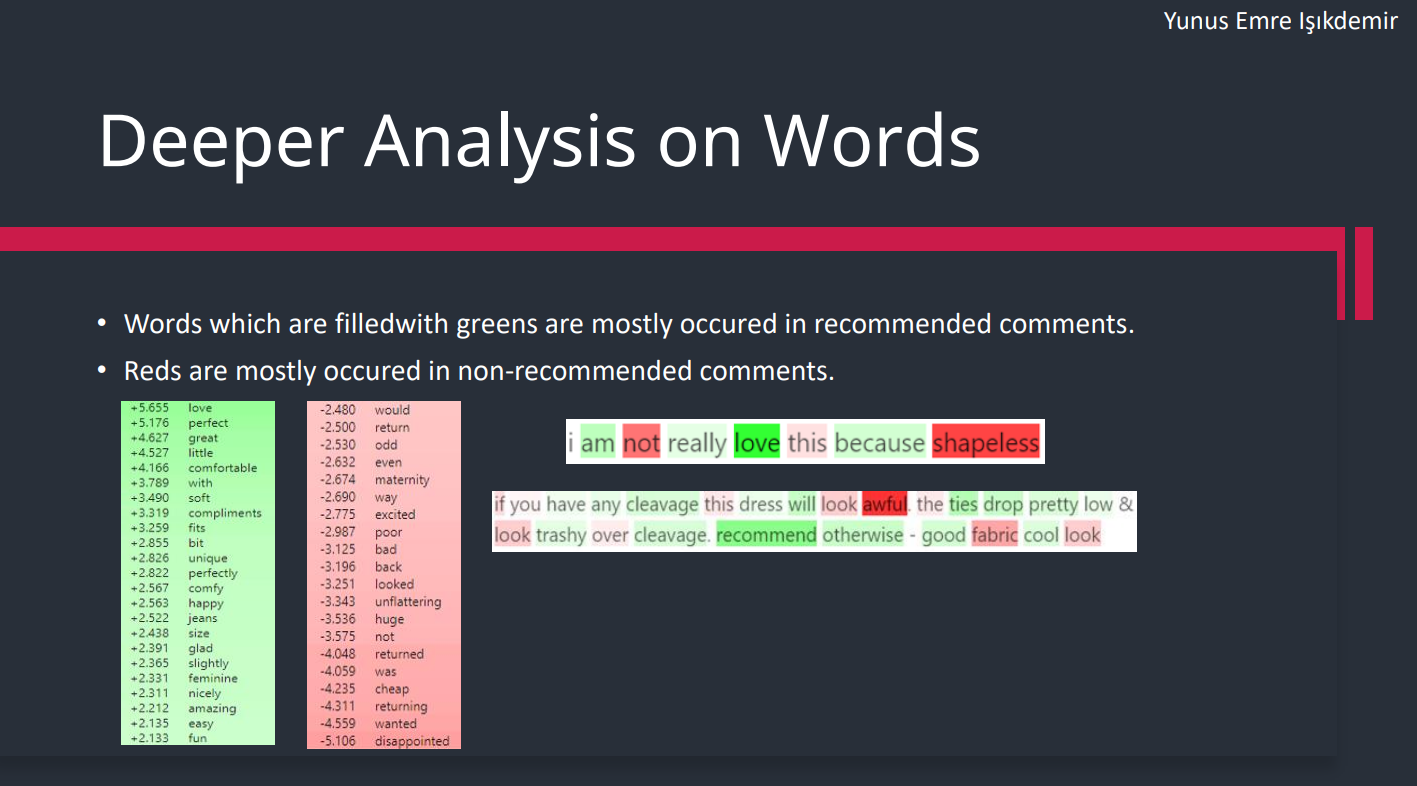 Yunus Emre Işıkdemir
Deeper Analysis on Words
• Words which are filledwith greens are mostly occured in recommended comments.
• Reds are mostly occured in non-recommended comments.
+5.655 love
+5.176 perfect
+4.627 great
+4.527 little
+4.166 comfortable
+3.789 with
+3.490 soft
+3.319 compliments
+3.259 fits
+2.855 bit
+2.826 unique
+2.822 perfectly
+2.567 comfy
+2.563 happy
+2.522 jeans
+2.438 size
+2.391 glad
+2.365 slightly
+2.331 feminine
+2.311 nicely
+2.212 amazing
+2.135 easy
+2.133 fun
-2.480 would
-2.500 return
-2.530 odd
-2.632 even
-2.674 maternity
-2.690 way
-2.775 excited
-2.987 poor
-3.125 bad
-3.196 back
-3.251 looked
-3.343 unflattering
-3.536 huge
-3.575 not
-4.048 returned
-4.059 was
-4.235 cheap
-4.311 returning
-4.559 wanted
-5.106 disappointed
i am not really love this because shapeless
if you have any cleavage this dress will look awful. the ties drop pretty low &
look trashy over cleavage. recommend otherwise - good fabric cool look